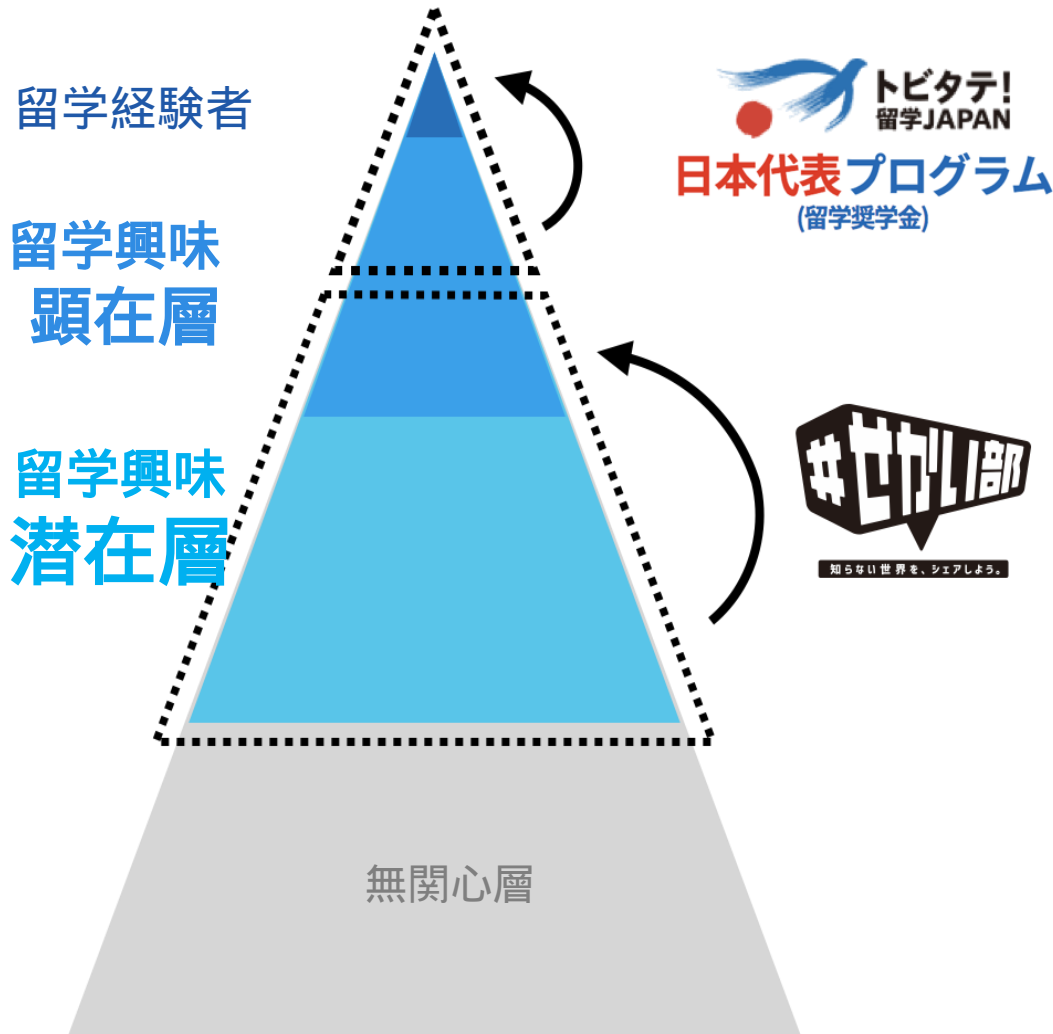 留学経験者
トビタテ!
留学JAPAN
日本代表プログラム
(留学奨学金)
留学興味
顕在層
#せかい部
知らない世界を、シェアしよう。
留学興味
潜在層
無関心層